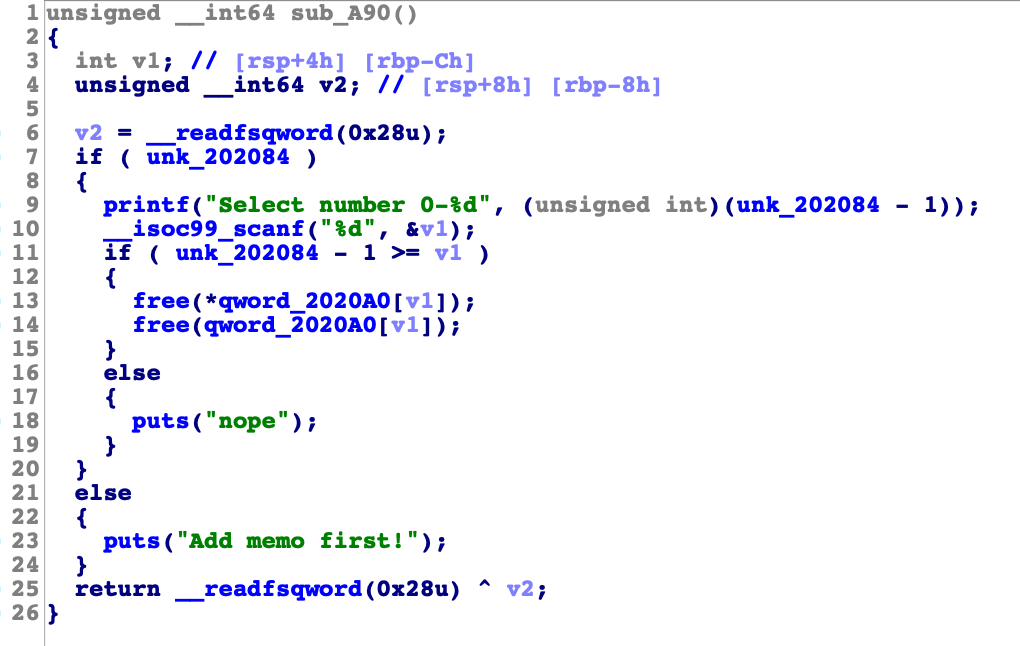 1 unsigned __int64 sub_A90()
2 {
3   int v1; // [rsp+4h] [rbp-Ch]
4   unsigned __int64 v2; // [rsp+8h] [rbp-8h]
5
6   v2 = __readfsqword(0x28u);
7   if ( unk_202084 )
8   {
9     printf("Select number 0-%d", (unsigned int)(unk_202084 - 1));
10     __isoc99_scanf("%d", &v1);
11     if ( unk_202084 - 1 >= v1 )
12     {
13       free(*qword_2020A0[v1]);
14       free(qword_2020A0[v1]);
15     }
16     else
17     {
18       puts("nope");
19     }
20   }
21   else
22   {
23     puts("Add memo first!");
24   }
25   return __readfsqword(0x28u) ^ v2;
26 }